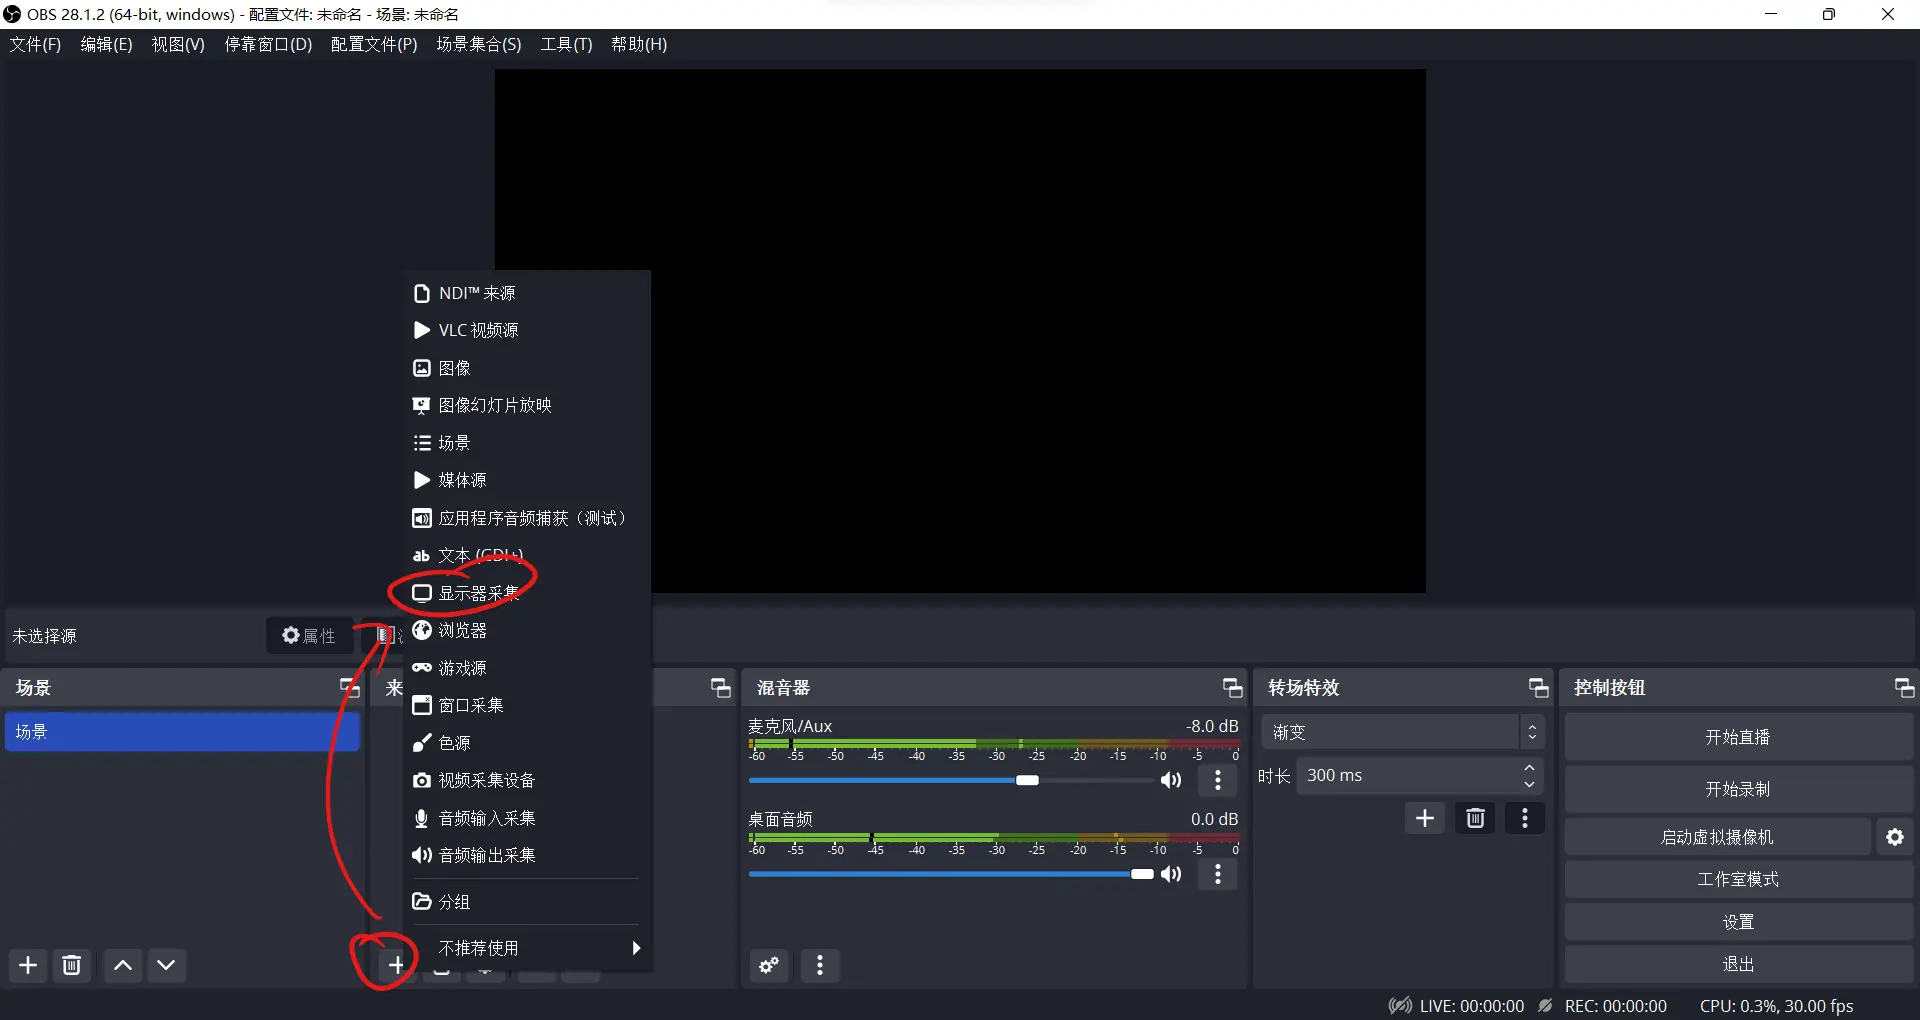 OBS 28.1.2 (64-bit, windows) - 配置文件: 未命名 - 场景: 未命名
文件(F) 编辑(E) 视图(V) 停靠窗口(D) 配置文件(P) 场景集合(S) 工具(T) 帮助(H)
NDI™ 来源
VLC 视频源
图像
图像幻灯片放映
场景
媒体源
应用程序音频捕获（测试）
ab 文本 (GDI+)
显示器采集
浏览器
游戏源
窗口采集
色源
视频采集设备
音频输入采集
音频输出采集
分组
不推荐使用
未选择源
属性
场景
场景
来
混音器
麦克风/Aux -8.0 dB
-60 -55 -50 -45 -40 -35 -30 -25 -20 -15 -10 -5 0
桌面音频 0.0 dB
-60 -55 -50 -45 -40 -35 -30 -25 -20 -15 -10 -5 0
转场特效
渐变
时长 300 ms
控制按钮
开始直播
开始录制
启动虚拟摄像机
工作室模式
设置
退出
LIVE: 00:00:00 REC: 00:00:00 CPU: 0.3%, 30.00 fps